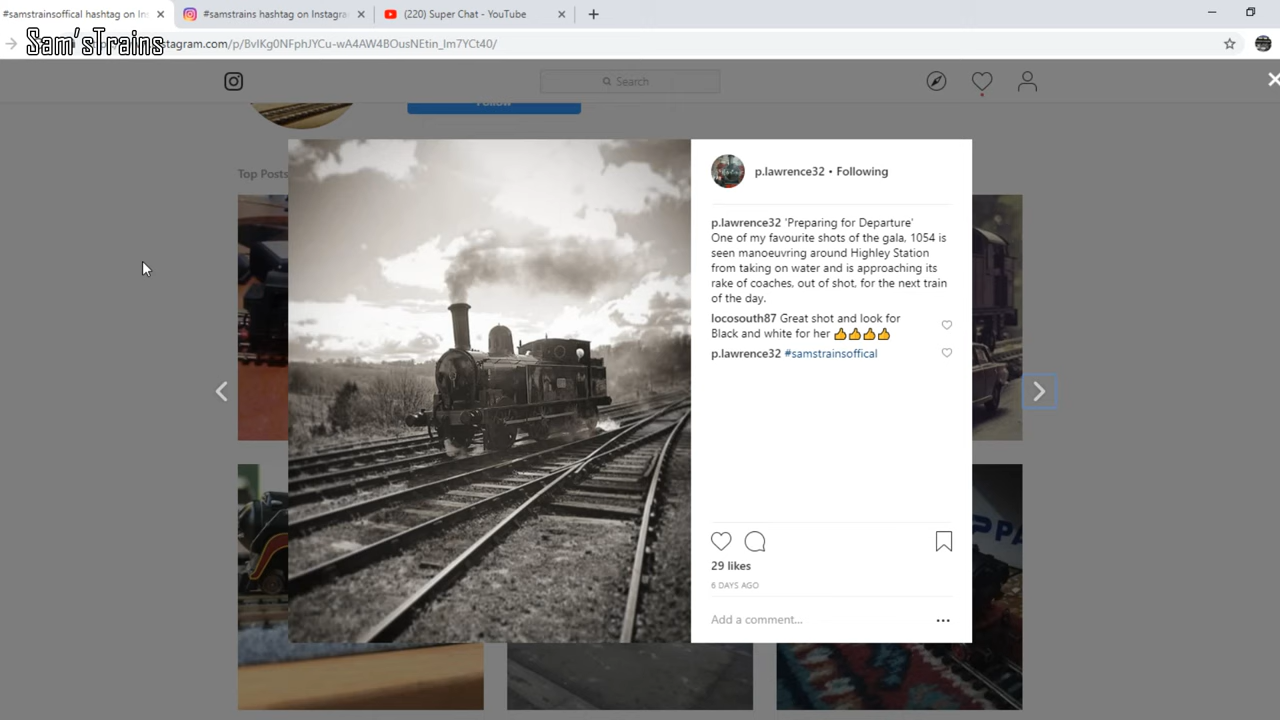 #samstrainsoffical hashtag on In
#samstrains hashtag on Instagra
(220) Super Chat - YouTube
Sam'sTrains
stagram.com/p/BvIKg0NFphJYCu-wA4AW4BOusNEtin_lm7YCt40/
Search
Follow
Top Posts
p.lawrence32 • Following
p.lawrence32 'Preparing for Departure'
One of my favourite shots of the gala, 1054 is
seen manoeuvring around Highley Station
from taking on water and is approaching its
rake of coaches, out of shot, for the next train
of the day.
locosouth87 Great shot and look for
Black and white for her 👍👍👍👍
p.lawrence32 #samstrainsoffical
29 likes
6 DAYS AGO
Add a comment...